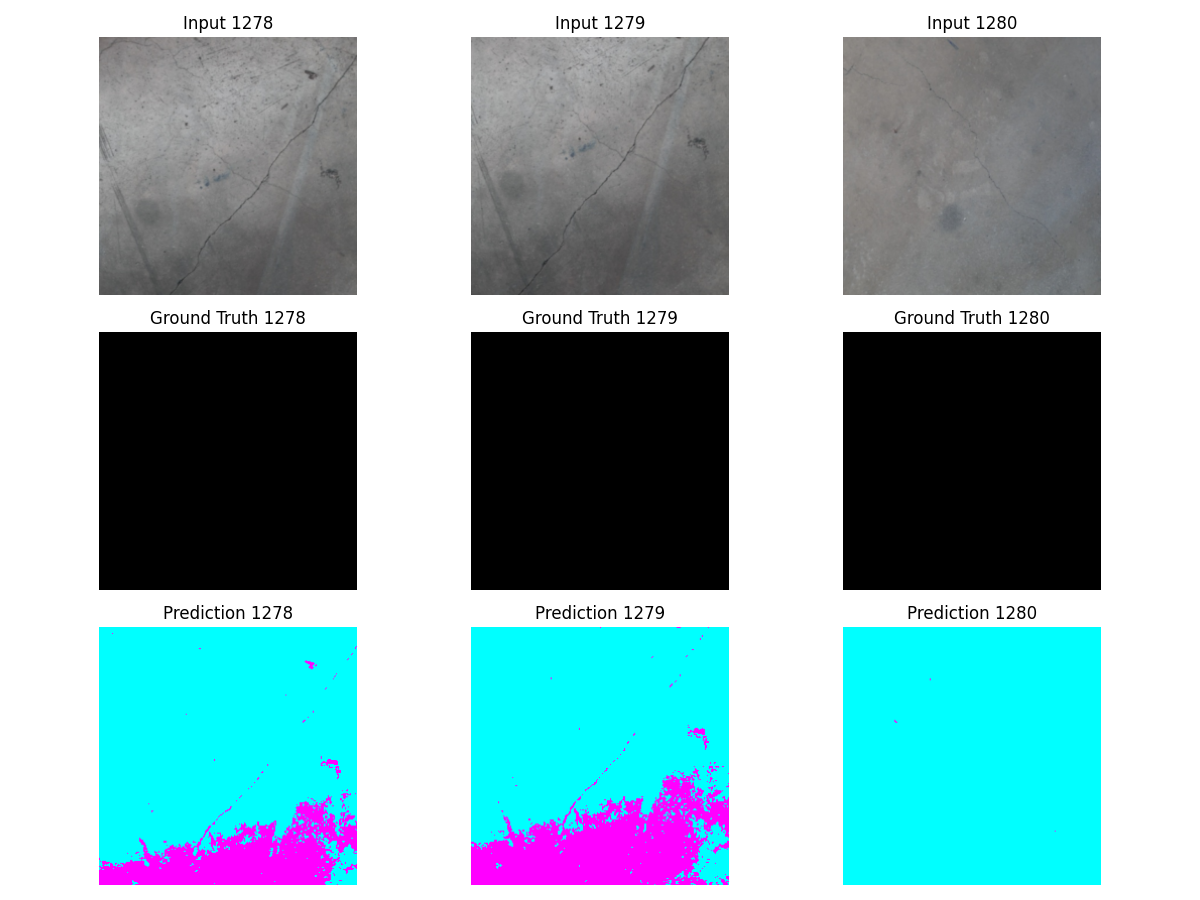 Input 1278
Input 1279
Input 1280
Ground Truth 1278
Ground Truth 1279
Ground Truth 1280
Prediction 1278
Prediction 1279
Prediction 1280